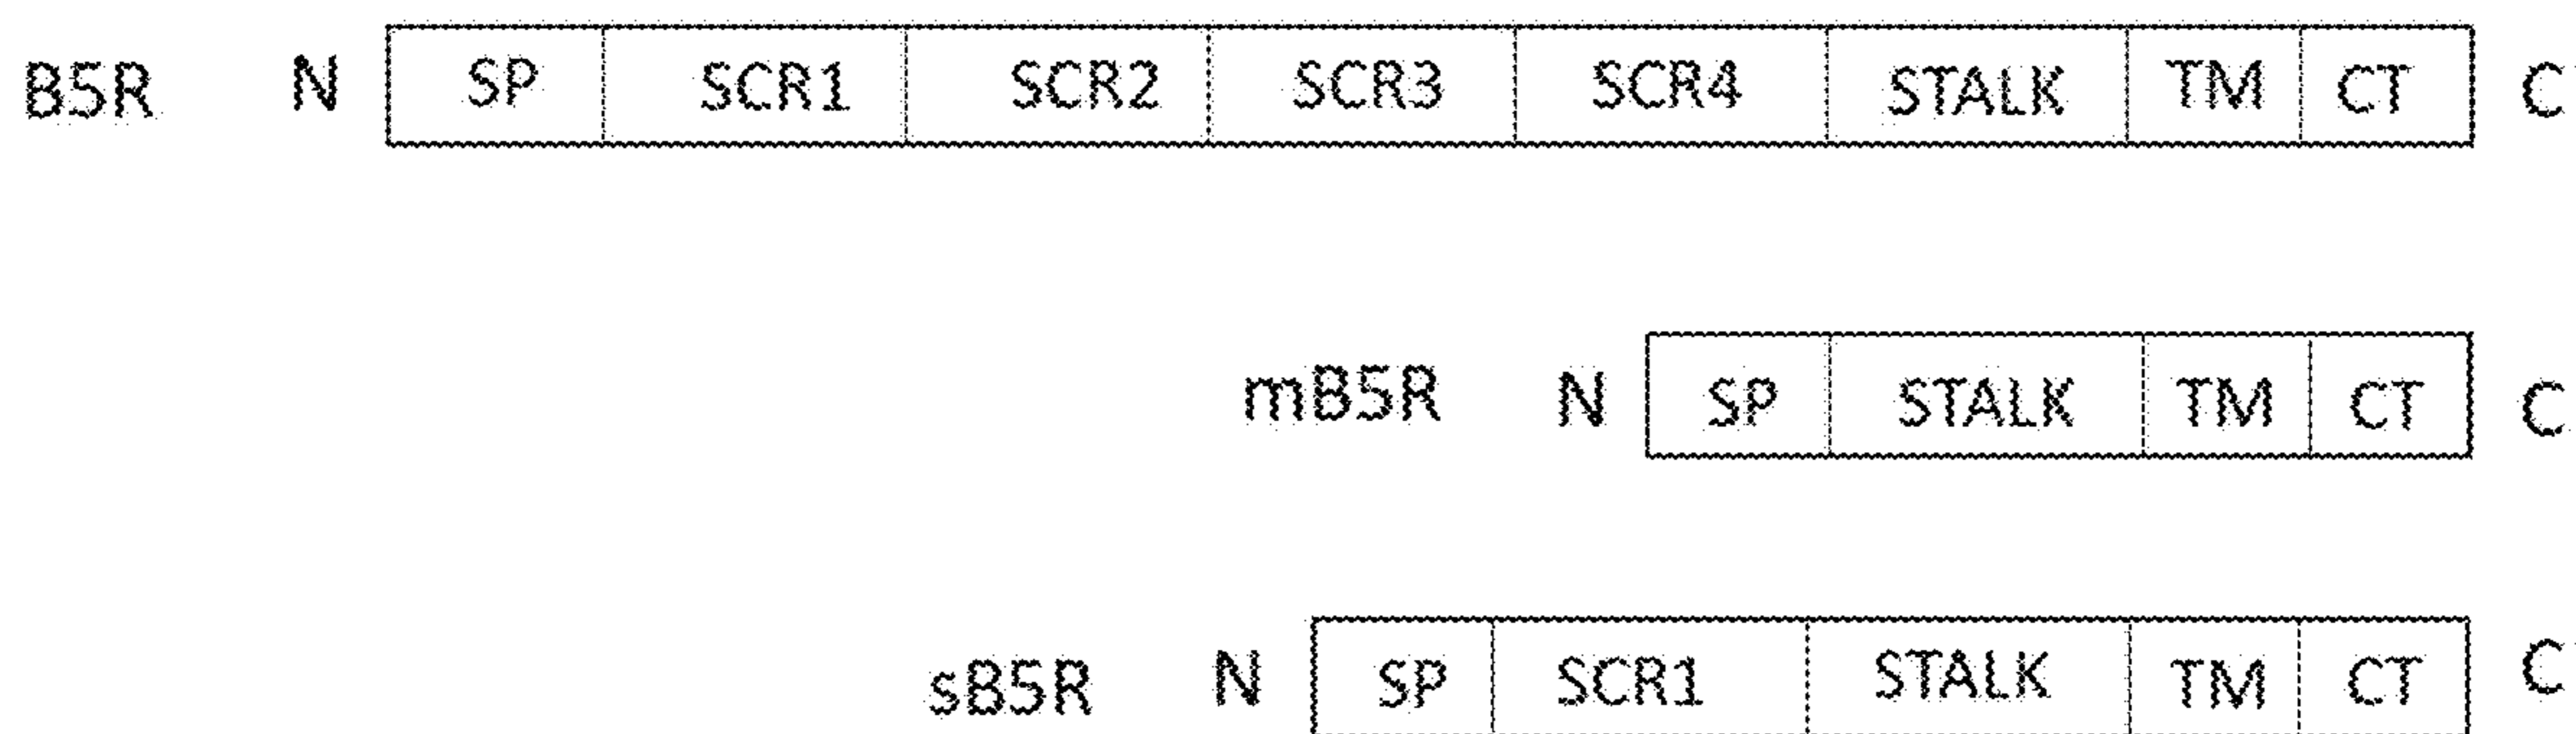 B5R N SP SCR1 SCR2 SCR3 SCR4 STALK TM CT C
mB5R N SP STALK TM CT C
sB5R N SP SCR1 STALK TM CT C